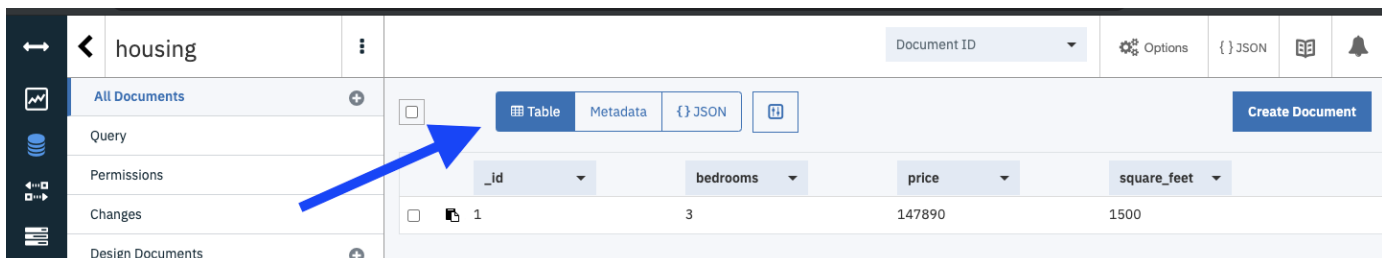 housing
Document ID
Options
{ } JSON
All Documents
Query
Permissions
Changes
Design Documents
Table
Metadata
{ } JSON
Create Document
_id bedrooms price square_feet
1 3 147890 1500